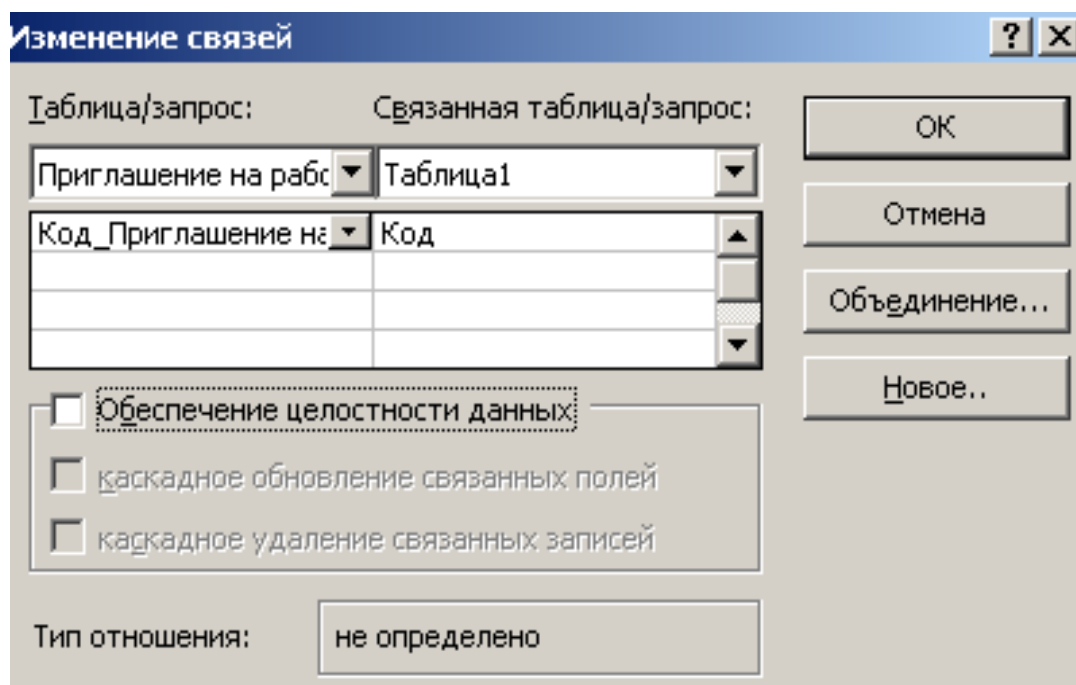 Изменение связей
Таблица/запрос: Связанная таблица/запрос:
Приглашение на рабо Таблица1
Код_Приглашение на Код
Обеспечение целостности данных
каскадное обновление связанных полей
каскадное удаление связанных записей
Тип отношения: не определено
ОК
Отмена
Объединение...
Новое..